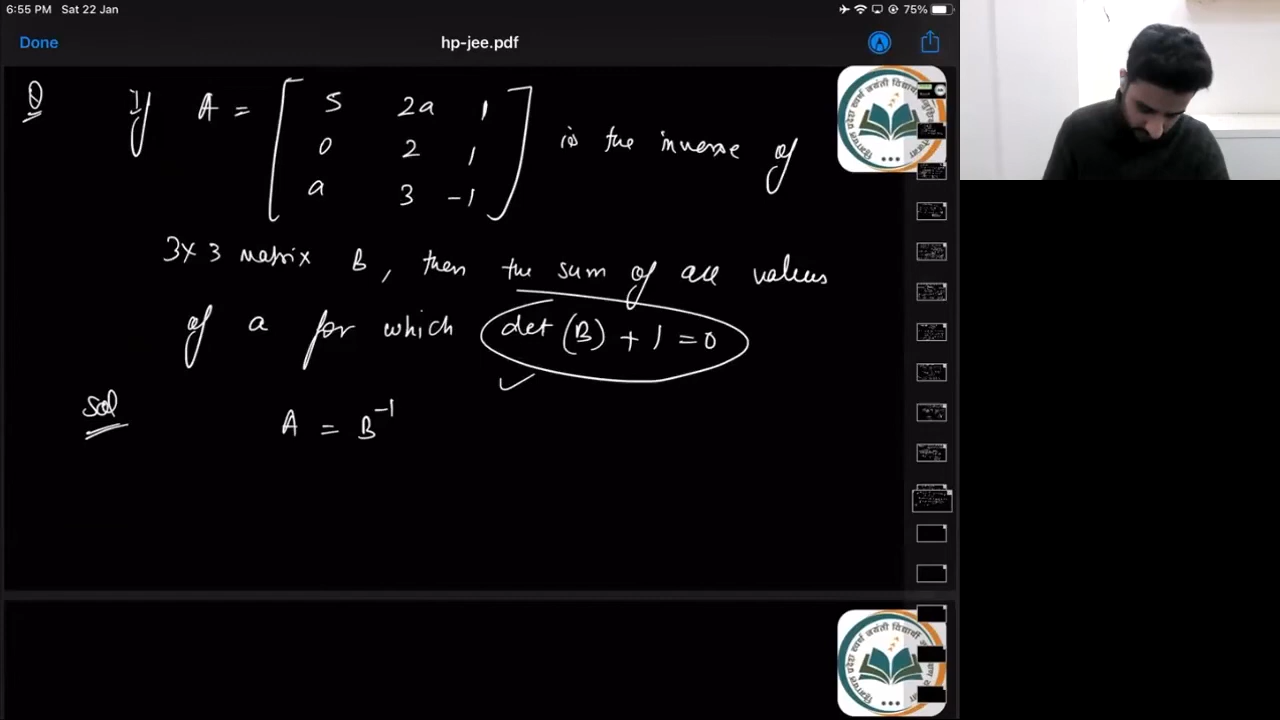 6:55 PM Sat 22 Jan 75%
Done hp-jee.pdf
Q If A = [ 5 2a 1
0 2 1
a 3 -1 ] is the inverse of
3×3 matrix B, then the sum of all values
of a for which det (B) + 1 = 0
Sol A = B⁻¹